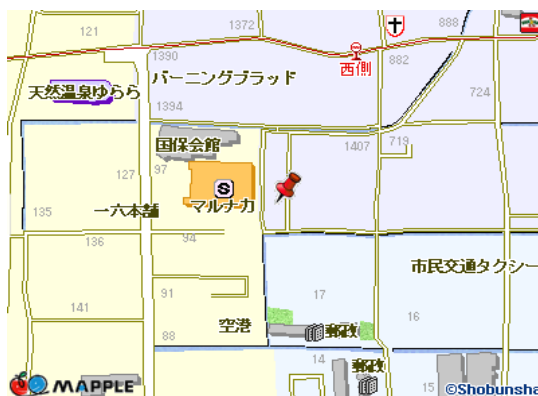 121
1372
888
1390
西側
882
バーニングブラッド
天然温泉ゆらら
724
1394
国保会館
1407
719
127
97
S
マルナカ
一六本舗
135
136
94
市民交通タクシー
91
17
141
16
空港
郵政
88
14
郵政
15
MAPPLE
©Shobunsha